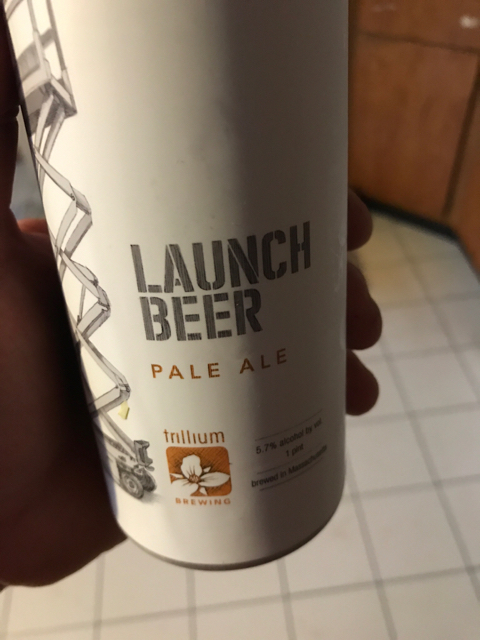 LAUNCH
BEER
PALE ALE
trillium
BREWING
5.7% alcohol by vol.
1 pint
brewed in Massachusetts